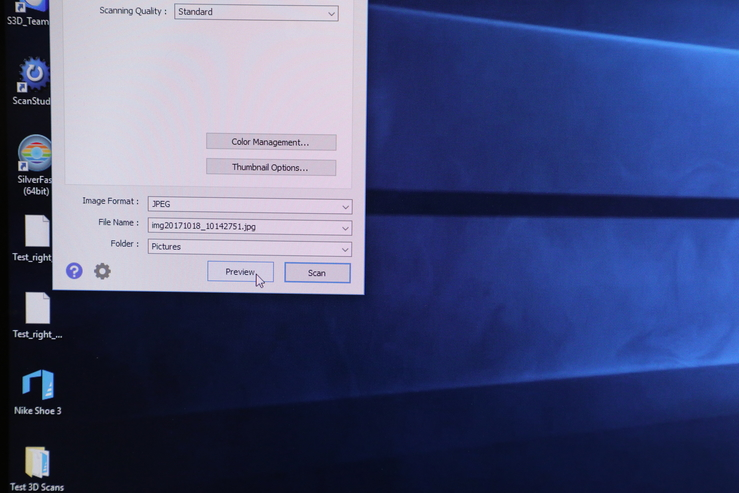 Scanning Quality :
Standard
S3D_Team
ScanStud
Color Management...
Thumbnail Options...
SilverFas
(64bit)
Image Format :
JPEG
File Name :
img20171018_10142751.jpg
Folder :
Pictures
Test_right_
Preview
Scan
Test_right_...
Nike Shoe 3
Test 3D Scans